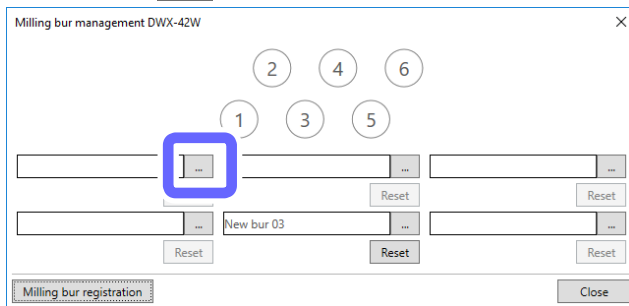 Milling bur management DWX-42W
2 4 6
1 3 5
... ... ...
Reset Reset
... New bur 03 ... ...
Reset Reset Reset
Milling bur registration Close